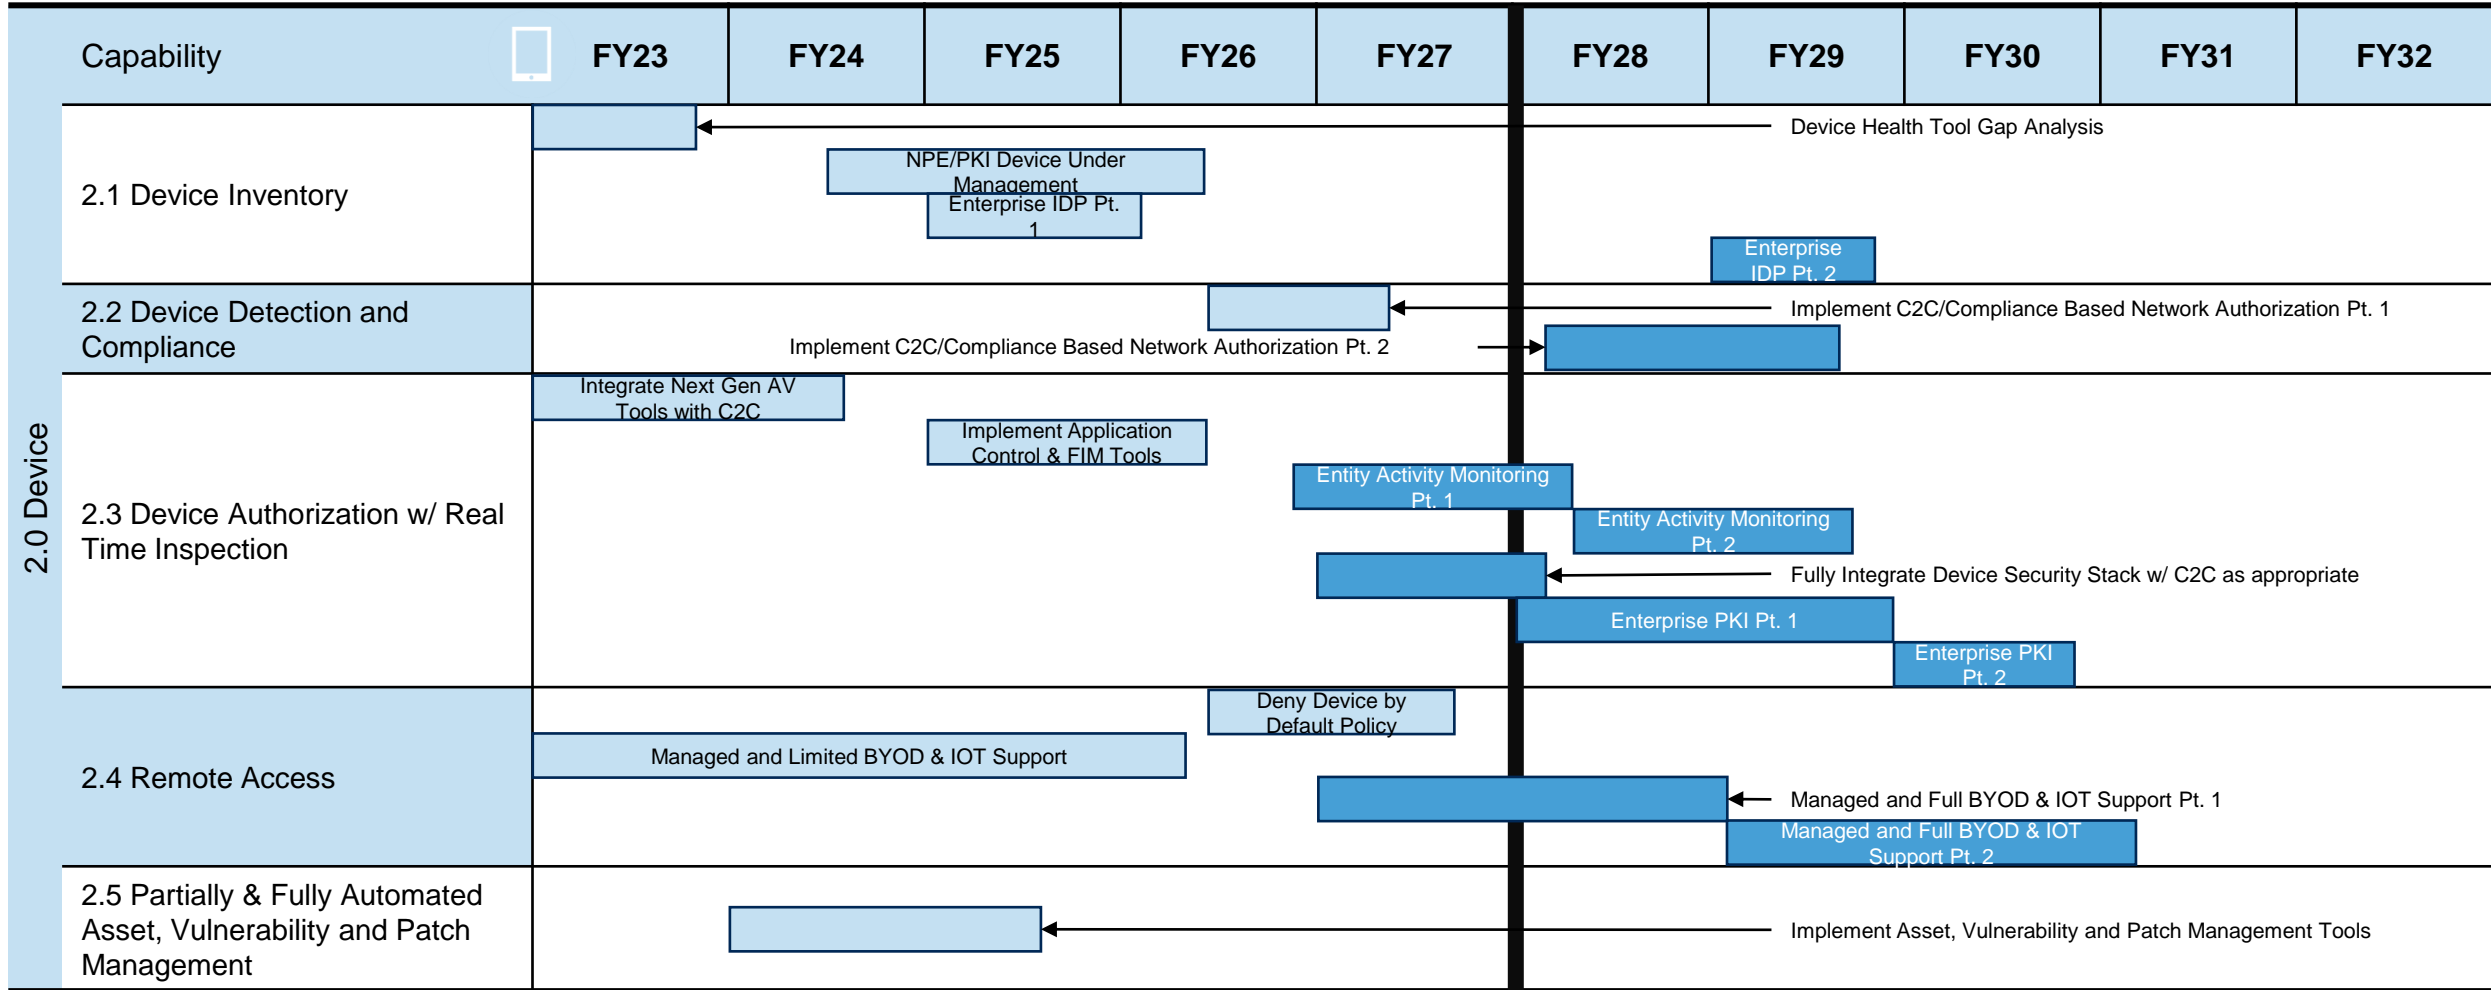 Capability
FY23
FY24
FY25
FY26
FY27
FY28
FY29
FY30
FY31
FY32
2.0 Device
2.1 Device Inventory
Device Health Tool Gap Analysis
NPE/PKI Device Under
Management
Enterprise IDP Pt.
1
Enterprise
IDP Pt. 2
2.2 Device Detection and
Compliance
Implement C2C/Compliance Based Network Authorization Pt. 1
Implement C2C/Compliance Based Network Authorization Pt. 2
2.3 Device Authorization w/ Real
Time Inspection
Integrate Next Gen AV
Tools with C2C
Implement Application
Control & FIM Tools
Entity Activity Monitoring
Pt. 1
Entity Activity Monitoring
Pt. 2
Fully Integrate Device Security Stack w/ C2C as appropriate
Enterprise PKI Pt. 1
Enterprise PKI
Pt. 2
2.4 Remote Access
Deny Device by
Default Policy
Managed and Limited BYOD & IOT Support
Managed and Full BYOD & IOT Support Pt. 1
Managed and Full BYOD & IOT
Support Pt. 2
2.5 Partially & Fully Automated
Asset, Vulnerability and Patch
Management
Implement Asset, Vulnerability and Patch Management Tools